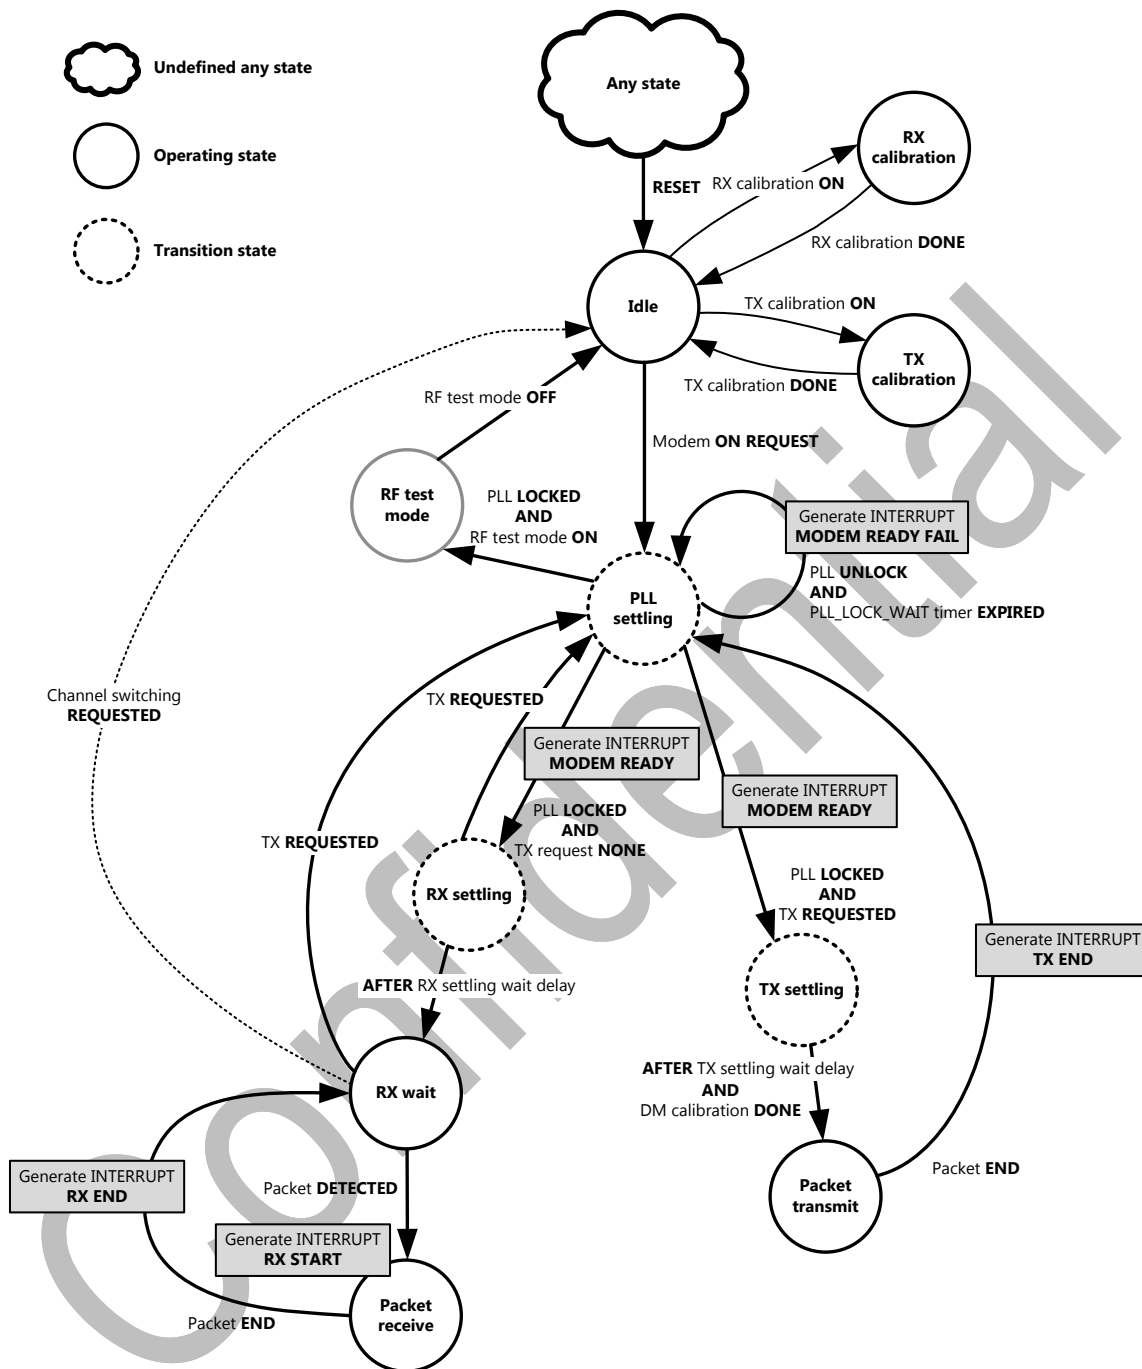 Undefined any state
Operating state
Transition state
Any state
RESET
RX
calibration
RX calibration ON
RX calibration DONE
Idle
TX calibration ON
TX
calibration
TX calibration DONE
RF test mode OFF
Modem ON REQUEST
RF test
mode
PLL LOCKED
AND
RF test mode ON
Generate INTERRUPT
MODEM READY FAIL
PLL UNLOCK
AND
PLL_LOCK_WAIT timer EXPIRED
PLL
settling
Channel switching
REQUESTED
TX REQUESTED
Generate INTERRUPT
MODEM READY
Generate INTERRUPT
MODEM READY
TX REQUESTED
PLL LOCKED
AND
TX request NONE
RX settling
PLL LOCKED
AND
TX REQUESTED
Generate INTERRUPT
TX END
AFTER RX settling wait delay
TX settling
RX wait
AFTER TX settling wait delay
AND
DM calibration DONE
Generate INTERRUPT
RX END
Packet DETECTED
Packet
transmit
Packet END
Generate INTERRUPT
RX START
Packet
receive
Packet END
Confidential